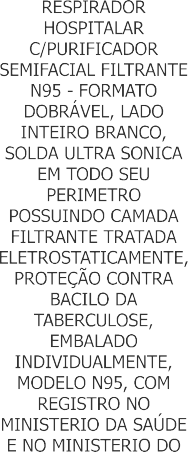 RESPIRADOR
HOSPITALAR
C/PURIFICADOR
SEMIFACIAL FILTRANTE
N95 - FORMATO
DOBRÁVEL, LADO
INTEIRO BRANCO,
SOLDA ULTRA SONICA
EM TODO SEU
PERIMETRO
POSSUINDO CAMADA
FILTRANTE TRATADA
ELETROSTATICAMENTE,
PROTEÇÃO CONTRA
BACILO DA
TABERCULOSE,
EMBALADO
INDIVIDUALMENTE,
MODELO N95, COM
REGISTRO NO
MINISTERIO DA SAÚDE
E NO MINISTERIO DO